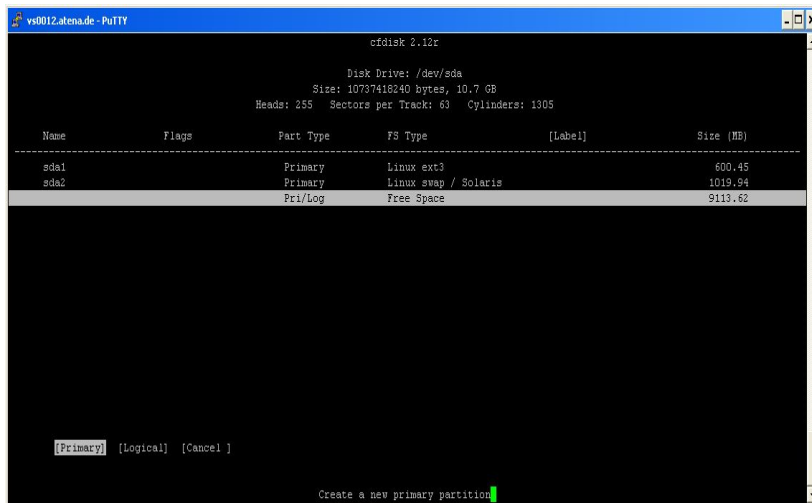 vs0012.atena.de - PuTTY
cfdisk 2.12r
Disk Drive: /dev/sda
Size: 10737418240 bytes, 10.7 GB
Heads: 255 Sectors per Track: 63 Cylinders: 1305
Name Flags Part Type FS Type [Label] Size (MB)
sda1 Primary Linux ext3 600.45
sda2 Primary Linux swap / Solaris 1019.94
Pri/Log Free Space 9113.62
[Primary] [Logical] [Cancel ]
Create a new primary partition